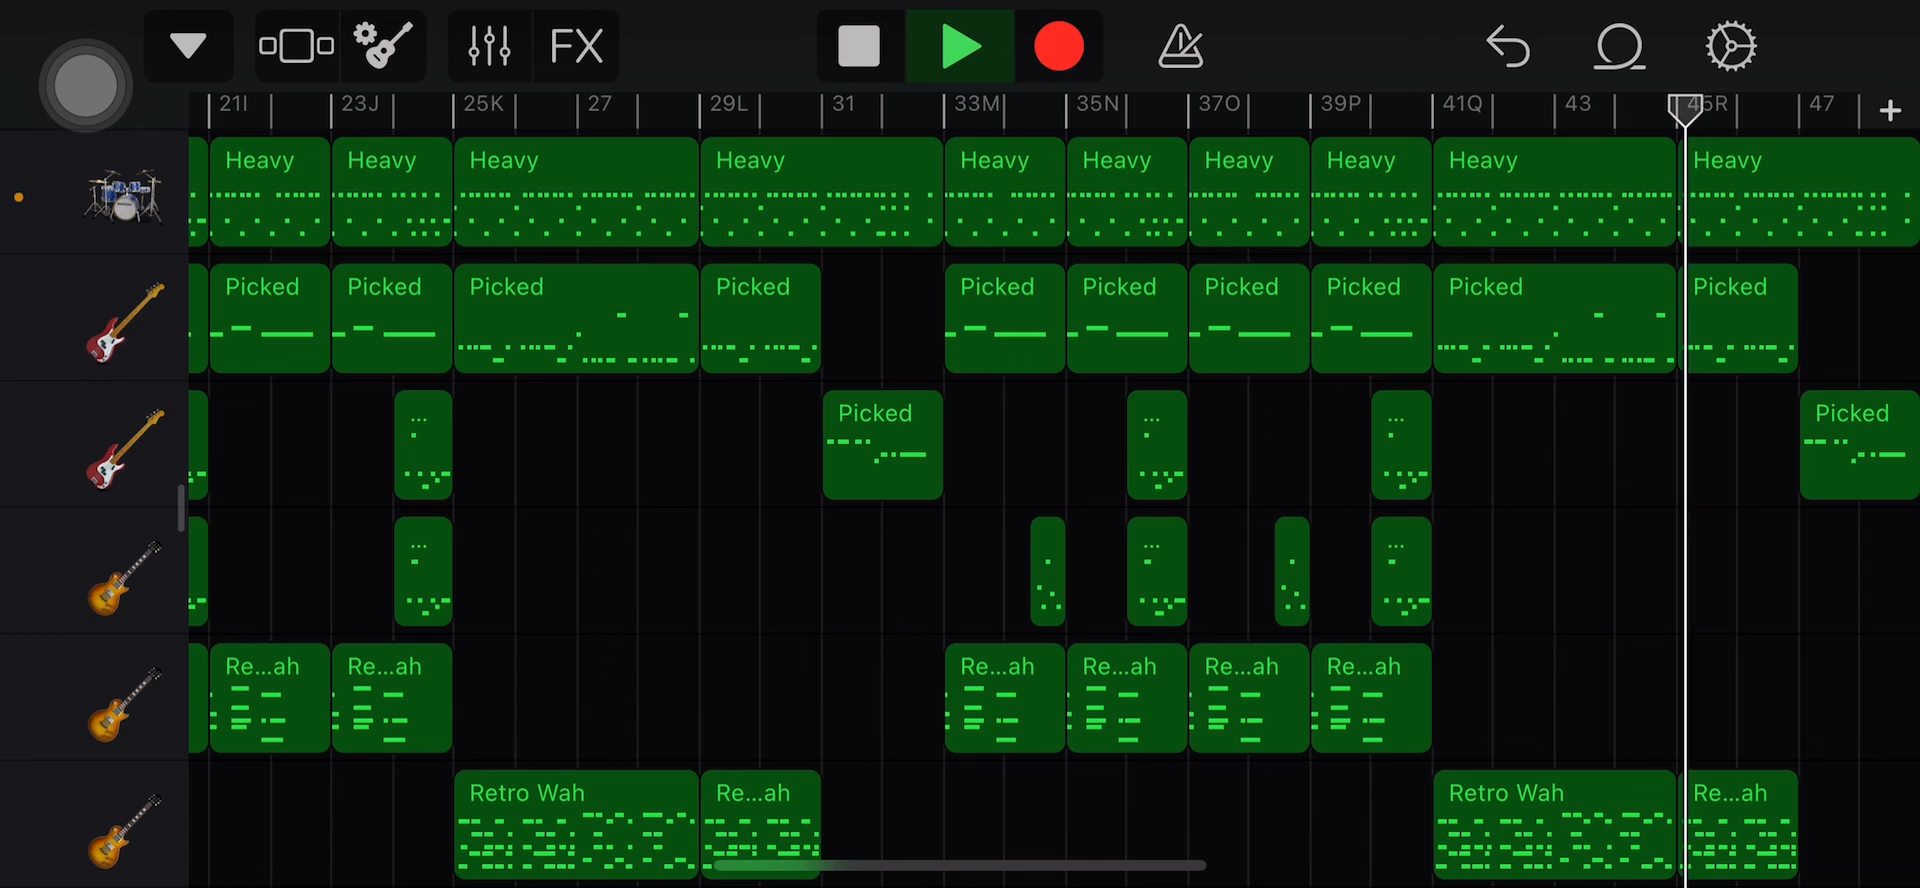 FX
21I 23J 25K 27 29L 31 33M 35N 37O 39P 41Q 43 45R 47 +
Heavy Heavy Heavy Heavy Heavy Heavy Heavy Heavy Heavy Heavy
Picked Picked Picked Picked Picked Picked Picked Picked Picked Picked
... Picked ... ... Picked
... ... ...
Re...ah Re...ah Re...ah Re...ah Re...ah Re...ah
Retro Wah Re...ah Retro Wah Re...ah